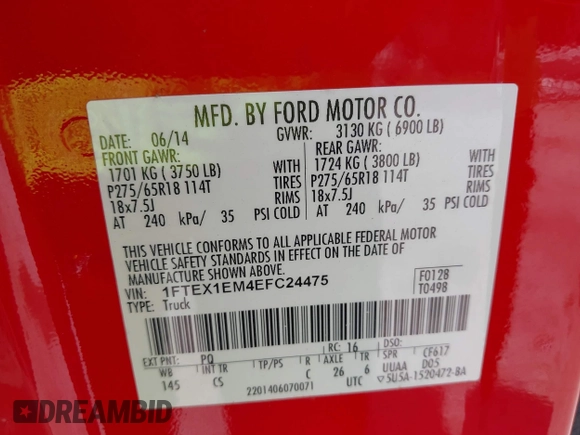 MFD. BY FORD MOTOR CO.
DATE: 06/14 GVWR: 3130 KG ( 6900 LB)
FRONT GAWR: REAR GAWR:
1701 KG ( 3750 LB) WITH 1724 KG ( 3800 LB) WITH
P275/65R18 114T TIRES P275/65R18 114T TIRES
18x7.5J RIMS 18x7.5J RIMS
AT 240 kPa/ 35 PSI COLD AT 240 kPa/ 35 PSI COLD
THIS VEHICLE CONFORMS TO ALL APPLICABLE FEDERAL MOTOR
VEHICLE SAFETY STANDARDS IN EFFECT ON THE DATE OF
MANUFACTURE SHOWN ABOVE.
VIN: 1FTEX1EM4EFC24475 F0128
TYPE: Truck T0498
EXT PNT: PQ RC: 16 DSO:
WB INT TR TP/PS R AXLE TR SPR CF617
145 CS C 26 6 UUAA D05
2201406070071 UTC ▽ SU5A-1520472-BA
DREAMBID